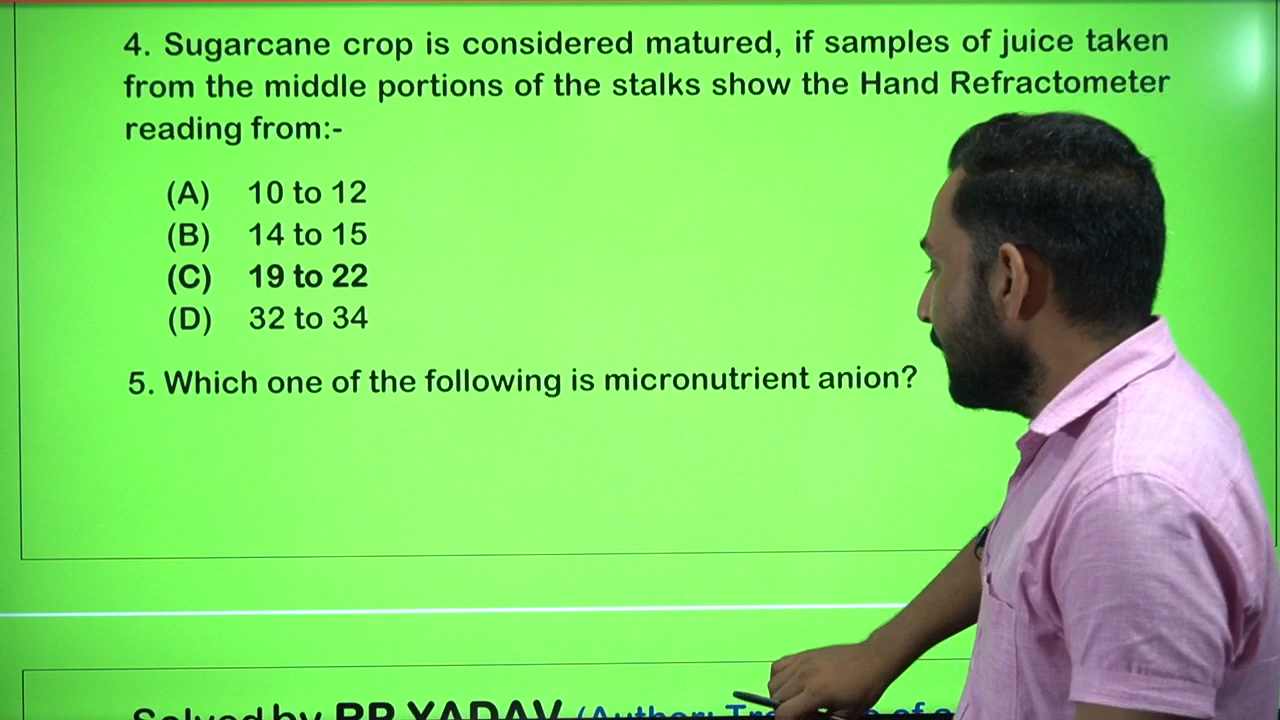 4. Sugarcane crop is considered matured, if samples of juice taken
from the middle portions of the stalks show the Hand Refractometer
reading from:-
(A) 10 to 12
(B) 14 to 15
(C) 19 to 22
(D) 32 to 34
5. Which one of the following is micronutrient anion?
Solved by RP YADAV (Author: of